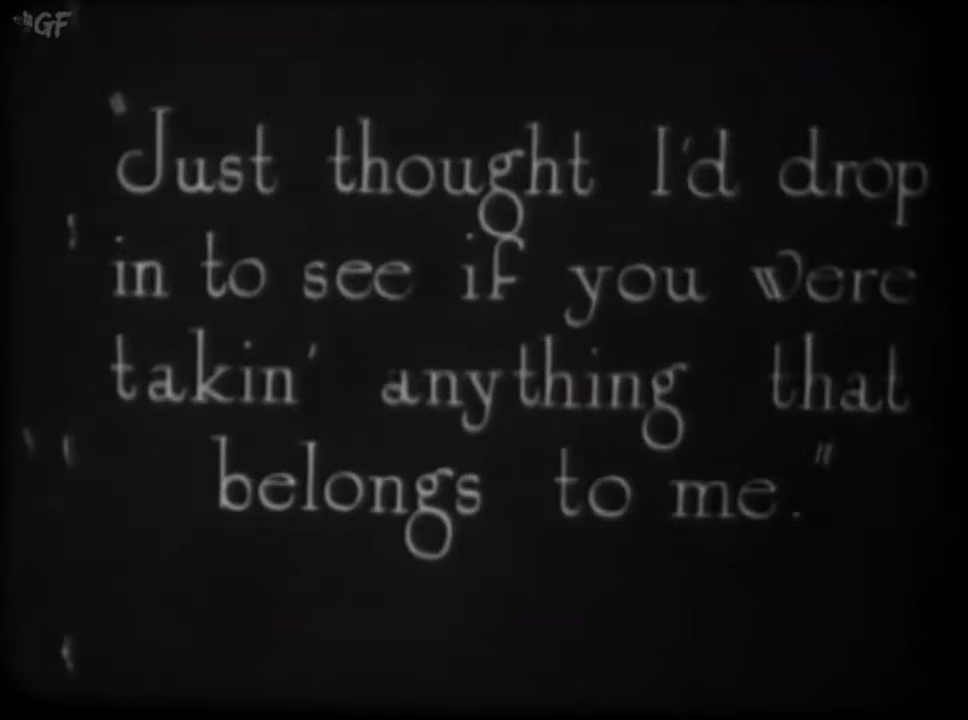 GF
"Just thought I'd drop
in to see if you were
takin' anything that
belongs to me."